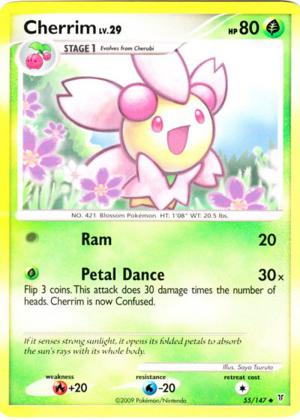 Cherrim LV.29 HP 80
STAGE 1 Evolves from Cherubi
NO. 421 Blossom Pokémon HT: 1'08" WT: 20.5 lbs.
Ram 20
Petal Dance 30x
Flip 3 coins. This attack does 30 damage times the number of
heads. Cherrim is now Confused.
If it senses strong sunlight, it opens its folded petals to absorb
the sun's rays with its whole body.
Illus. Saya Tsuruta
weakness resistance retreat cost
+20 -20
©2009 Pokémon/Nintendo 55/147